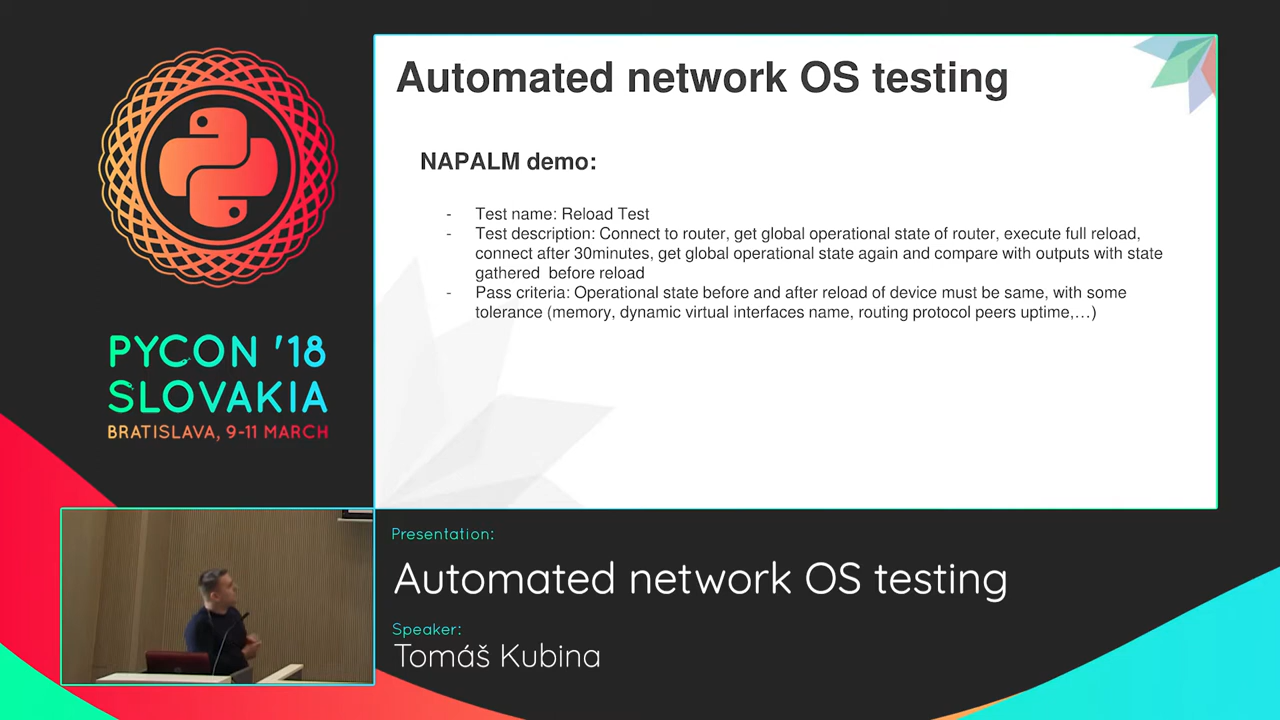 Automated network OS testing
NAPALM demo:
- Test name: Reload Test
- Test description: Connect to router, get global operational state of router, execute full reload,
connect after 30minutes, get global operational state again and compare with outputs with state
gathered before reload
- Pass criteria: Operational state before and after reload of device must be same, with some
tolerance (memory, dynamic virtual interfaces name, routing protocol peers uptime,...)
PYCON '18
SLOVAKIA
BRATISLAVA, 9-11 MARCH
Presentation:
Automated network OS testing
Speaker:
Tomáš Kubina